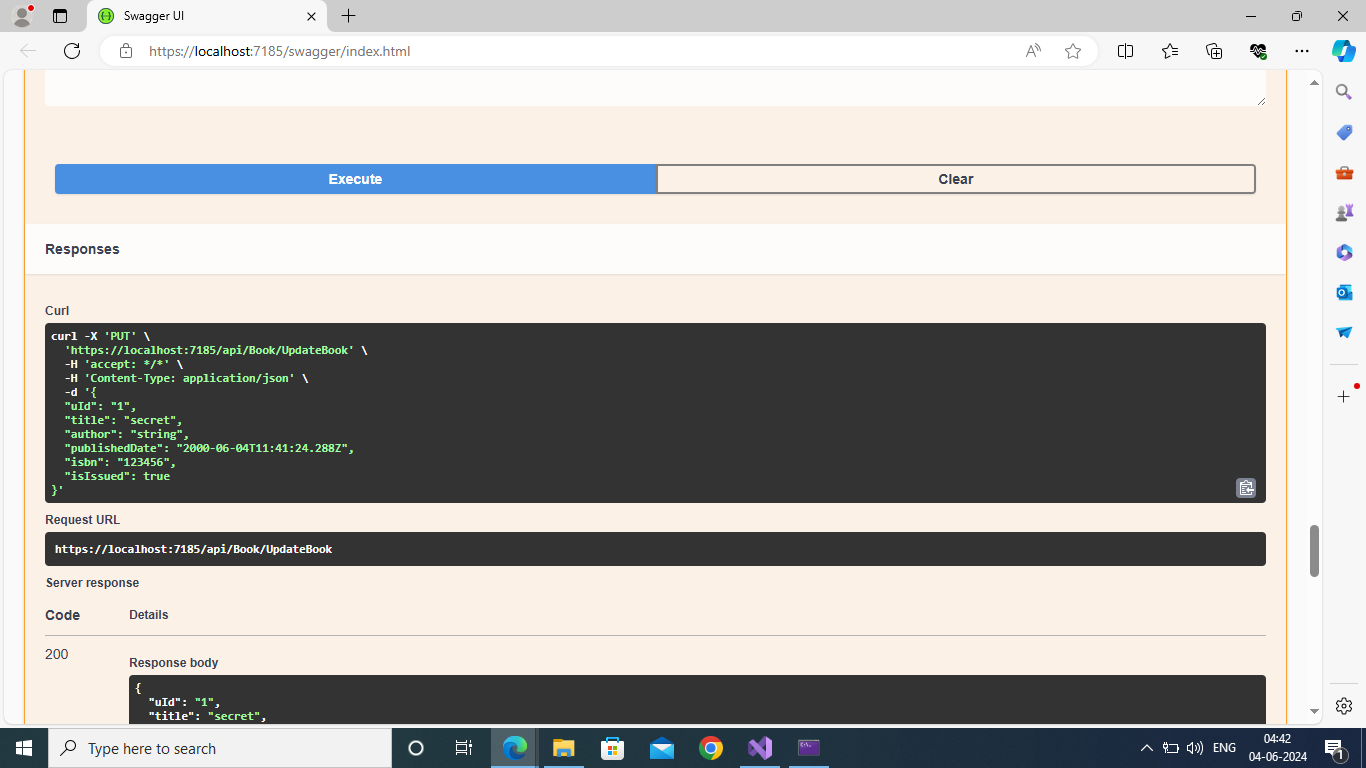 Swagger UI
https://localhost:7185/swagger/index.html
Execute
Clear
Responses
Curl
curl -X 'PUT' \
  'https://localhost:7185/api/Book/UpdateBook' \
  -H 'accept: */*' \
  -H 'Content-Type: application/json' \
  -d '{
  "uId": "1",
  "title": "secret",
  "author": "string",
  "publishedDate": "2000-06-04T11:41:24.288Z",
  "isbn": "123456",
  "isIssued": true
}'
Request URL
https://localhost:7185/api/Book/UpdateBook
Server response
Code Details
200
Response body
{
  "uId": "1",
  "title": "secret",
Type here to search
ENG
04:42
04-06-2024
1